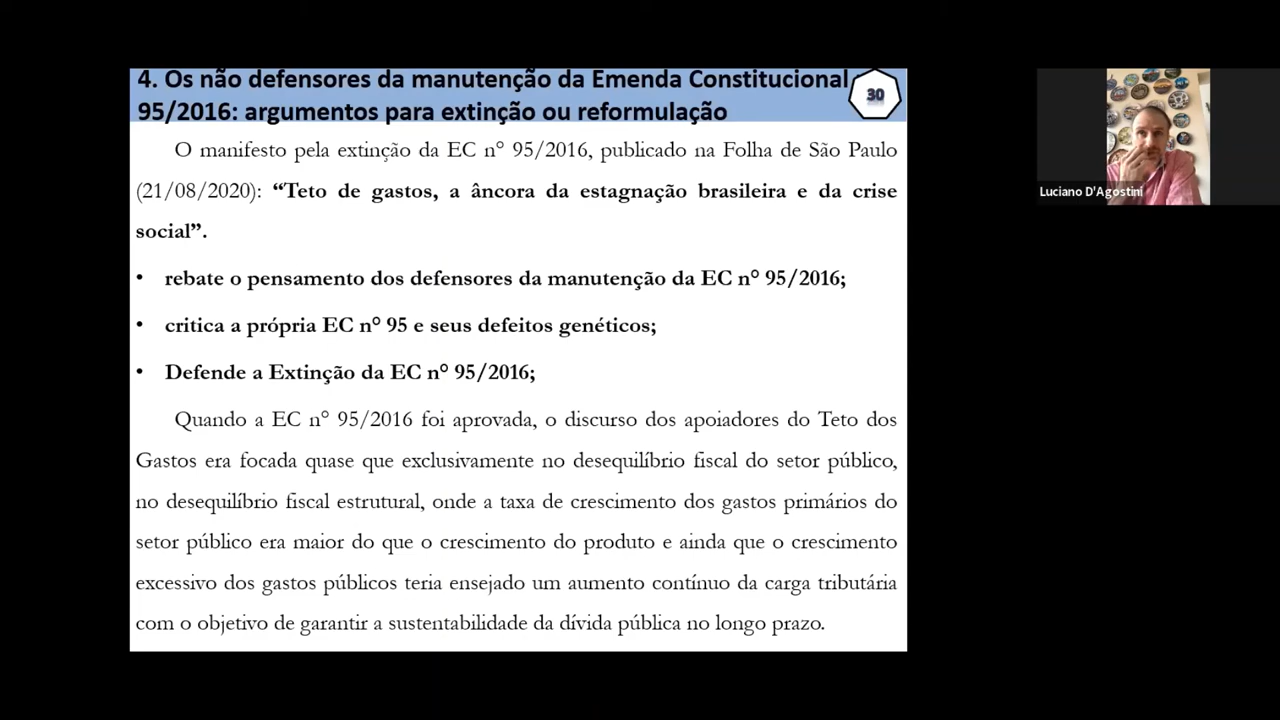 4. Os não defensores da manutenção da Emenda Constitucional
95/2016: argumentos para extinção ou reformulação
30
O manifesto pela extinção da EC n° 95/2016, publicado na Folha de São Paulo
(21/08/2020): “Teto de gastos, a âncora da estagnação brasileira e da crise
social”.
• rebate o pensamento dos defensores da manutenção da EC n° 95/2016;
• critica a própria EC n° 95 e seus defeitos genéticos;
• Defende a Extinção da EC n° 95/2016;
Quando a EC n° 95/2016 foi aprovada, o discurso dos apoiadores do Teto dos
Gastos era focada quase que exclusivamente no desequilíbrio fiscal do setor público,
no desequilíbrio fiscal estrutural, onde a taxa de crescimento dos gastos primários do
setor público era maior do que o crescimento do produto e ainda que o crescimento
excessivo dos gastos públicos teria ensejado um aumento contínuo da carga tributária
com o objetivo de garantir a sustentabilidade da dívida pública no longo prazo.
Luciano D'Agostini